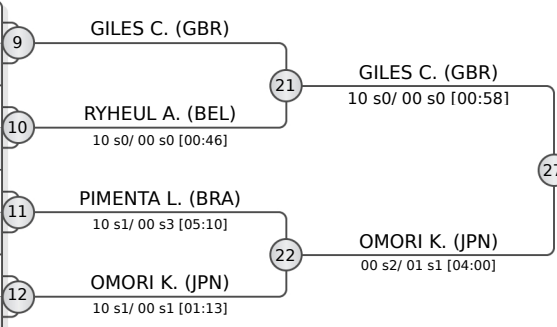 9
GILES C. (GBR)
21
GILES C. (GBR)
10 s0/ 00 s0 [00:58]
10
RYHEUL A. (BEL)
10 s0/ 00 s0 [00:46]
27
11
PIMENTA L. (BRA)
10 s1/ 00 s3 [05:10]
22
OMORI K. (JPN)
00 s2/ 01 s1 [04:00]
12
OMORI K. (JPN)
10 s1/ 00 s1 [01:13]